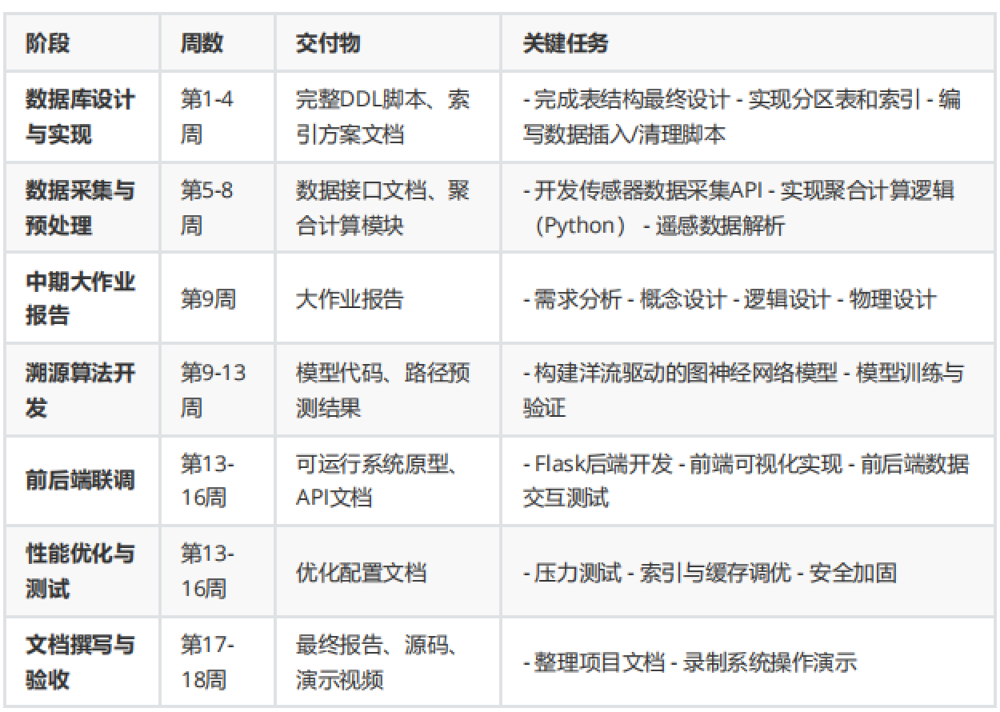 阶段 周数 交付物 关键任务
数据库设计 第1-4 完整DDL脚本、索 - 完成表结构最终设计 - 实现分区表和索引 - 编
与实现 周 引方案文档 写数据插入/清理脚本
数据采集与 第5-8 数据接口文档、聚 - 开发传感器数据采集API - 实现聚合计算逻辑
预处理 周 合计算模块 （Python） - 遥感数据解析
中期大作业
报告 第9周 大作业报告 - 需求分析 - 概念设计 - 逻辑设计 - 物理设计
溯源算法开 第9-13 模型代码、路径预 - 构建洋流驱动的图神经网络模型 - 模型训练与
发 周 测结果 验证
前后端联调 第13- 可运行系统原型、 - Flask后端开发 - 前端可视化实现 - 前后端数据
16周 API文档 交互测试
性能优化与 第13- 优化配置文档 - 压力测试 - 索引与缓存调优 - 安全加固
测试 16周
文档撰写与 第17- 最终报告、源码、 - 整理项目文档 - 录制系统操作演示
验收 18周 演示视频